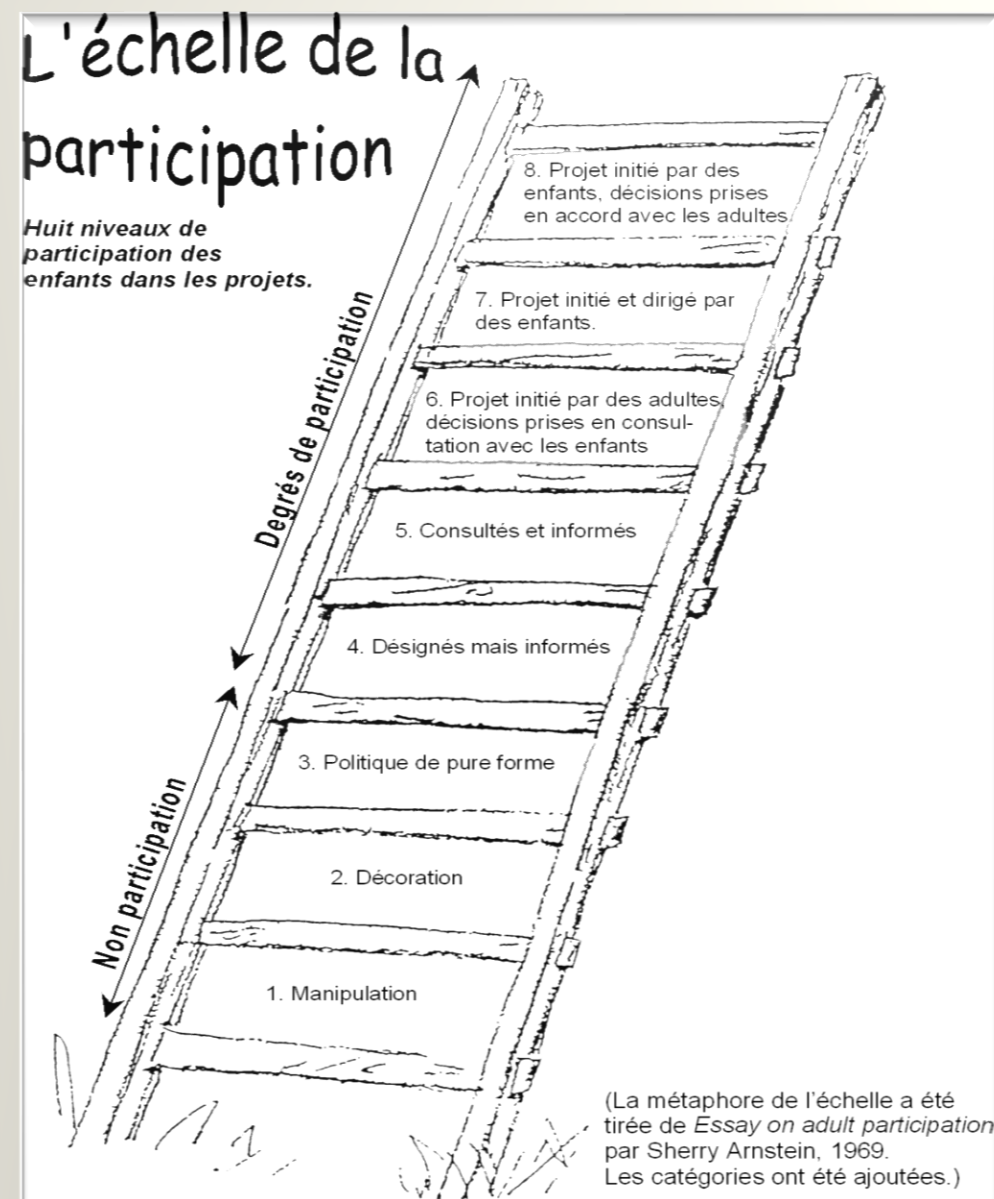 L'échelle de la
participation
Huit niveaux de
participation des
enfants dans les projets.
Degrés de participation
Non participation
8. Projet initié par des
enfants, décisions prises
en accord avec les adultes
7. Projet initié et dirigé par
des enfants.
6. Projet initié par des adultes,
décisions prises en consul-
tation avec les enfants
5. Consultés et informés
4. Désignés mais informés
3. Politique de pure forme
2. Décoration
1. Manipulation
(La métaphore de l'échelle a été
tirée de Essay on adult participation
par Sherry Arnstein, 1969.
Les catégories ont été ajoutées.)